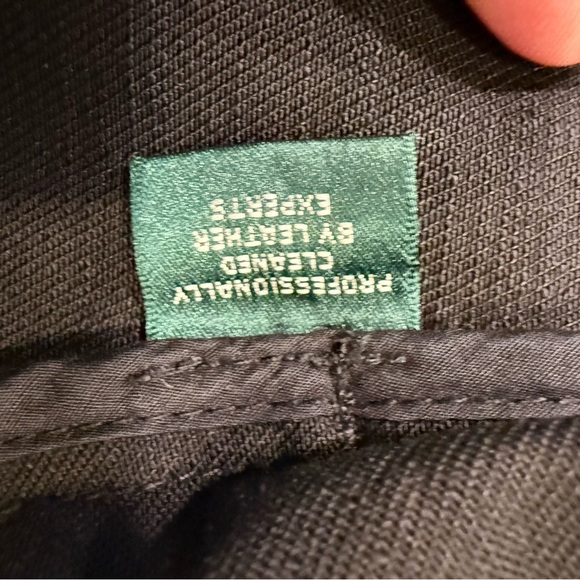 PROFESSIONALLY
CLEANED
BY LEATHER
EXPERTS